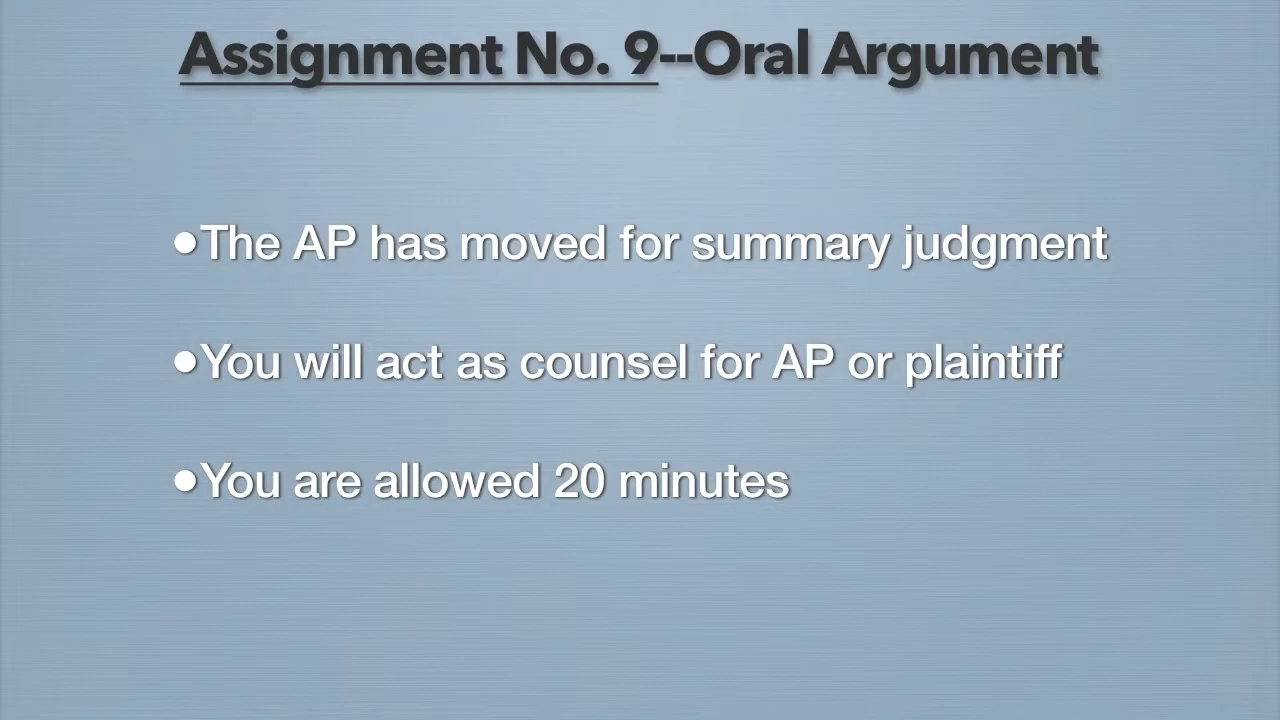 Assignment No. 9--Oral Argument
•The AP has moved for summary judgment
•You will act as counsel for AP or plaintiff
•You are allowed 20 minutes